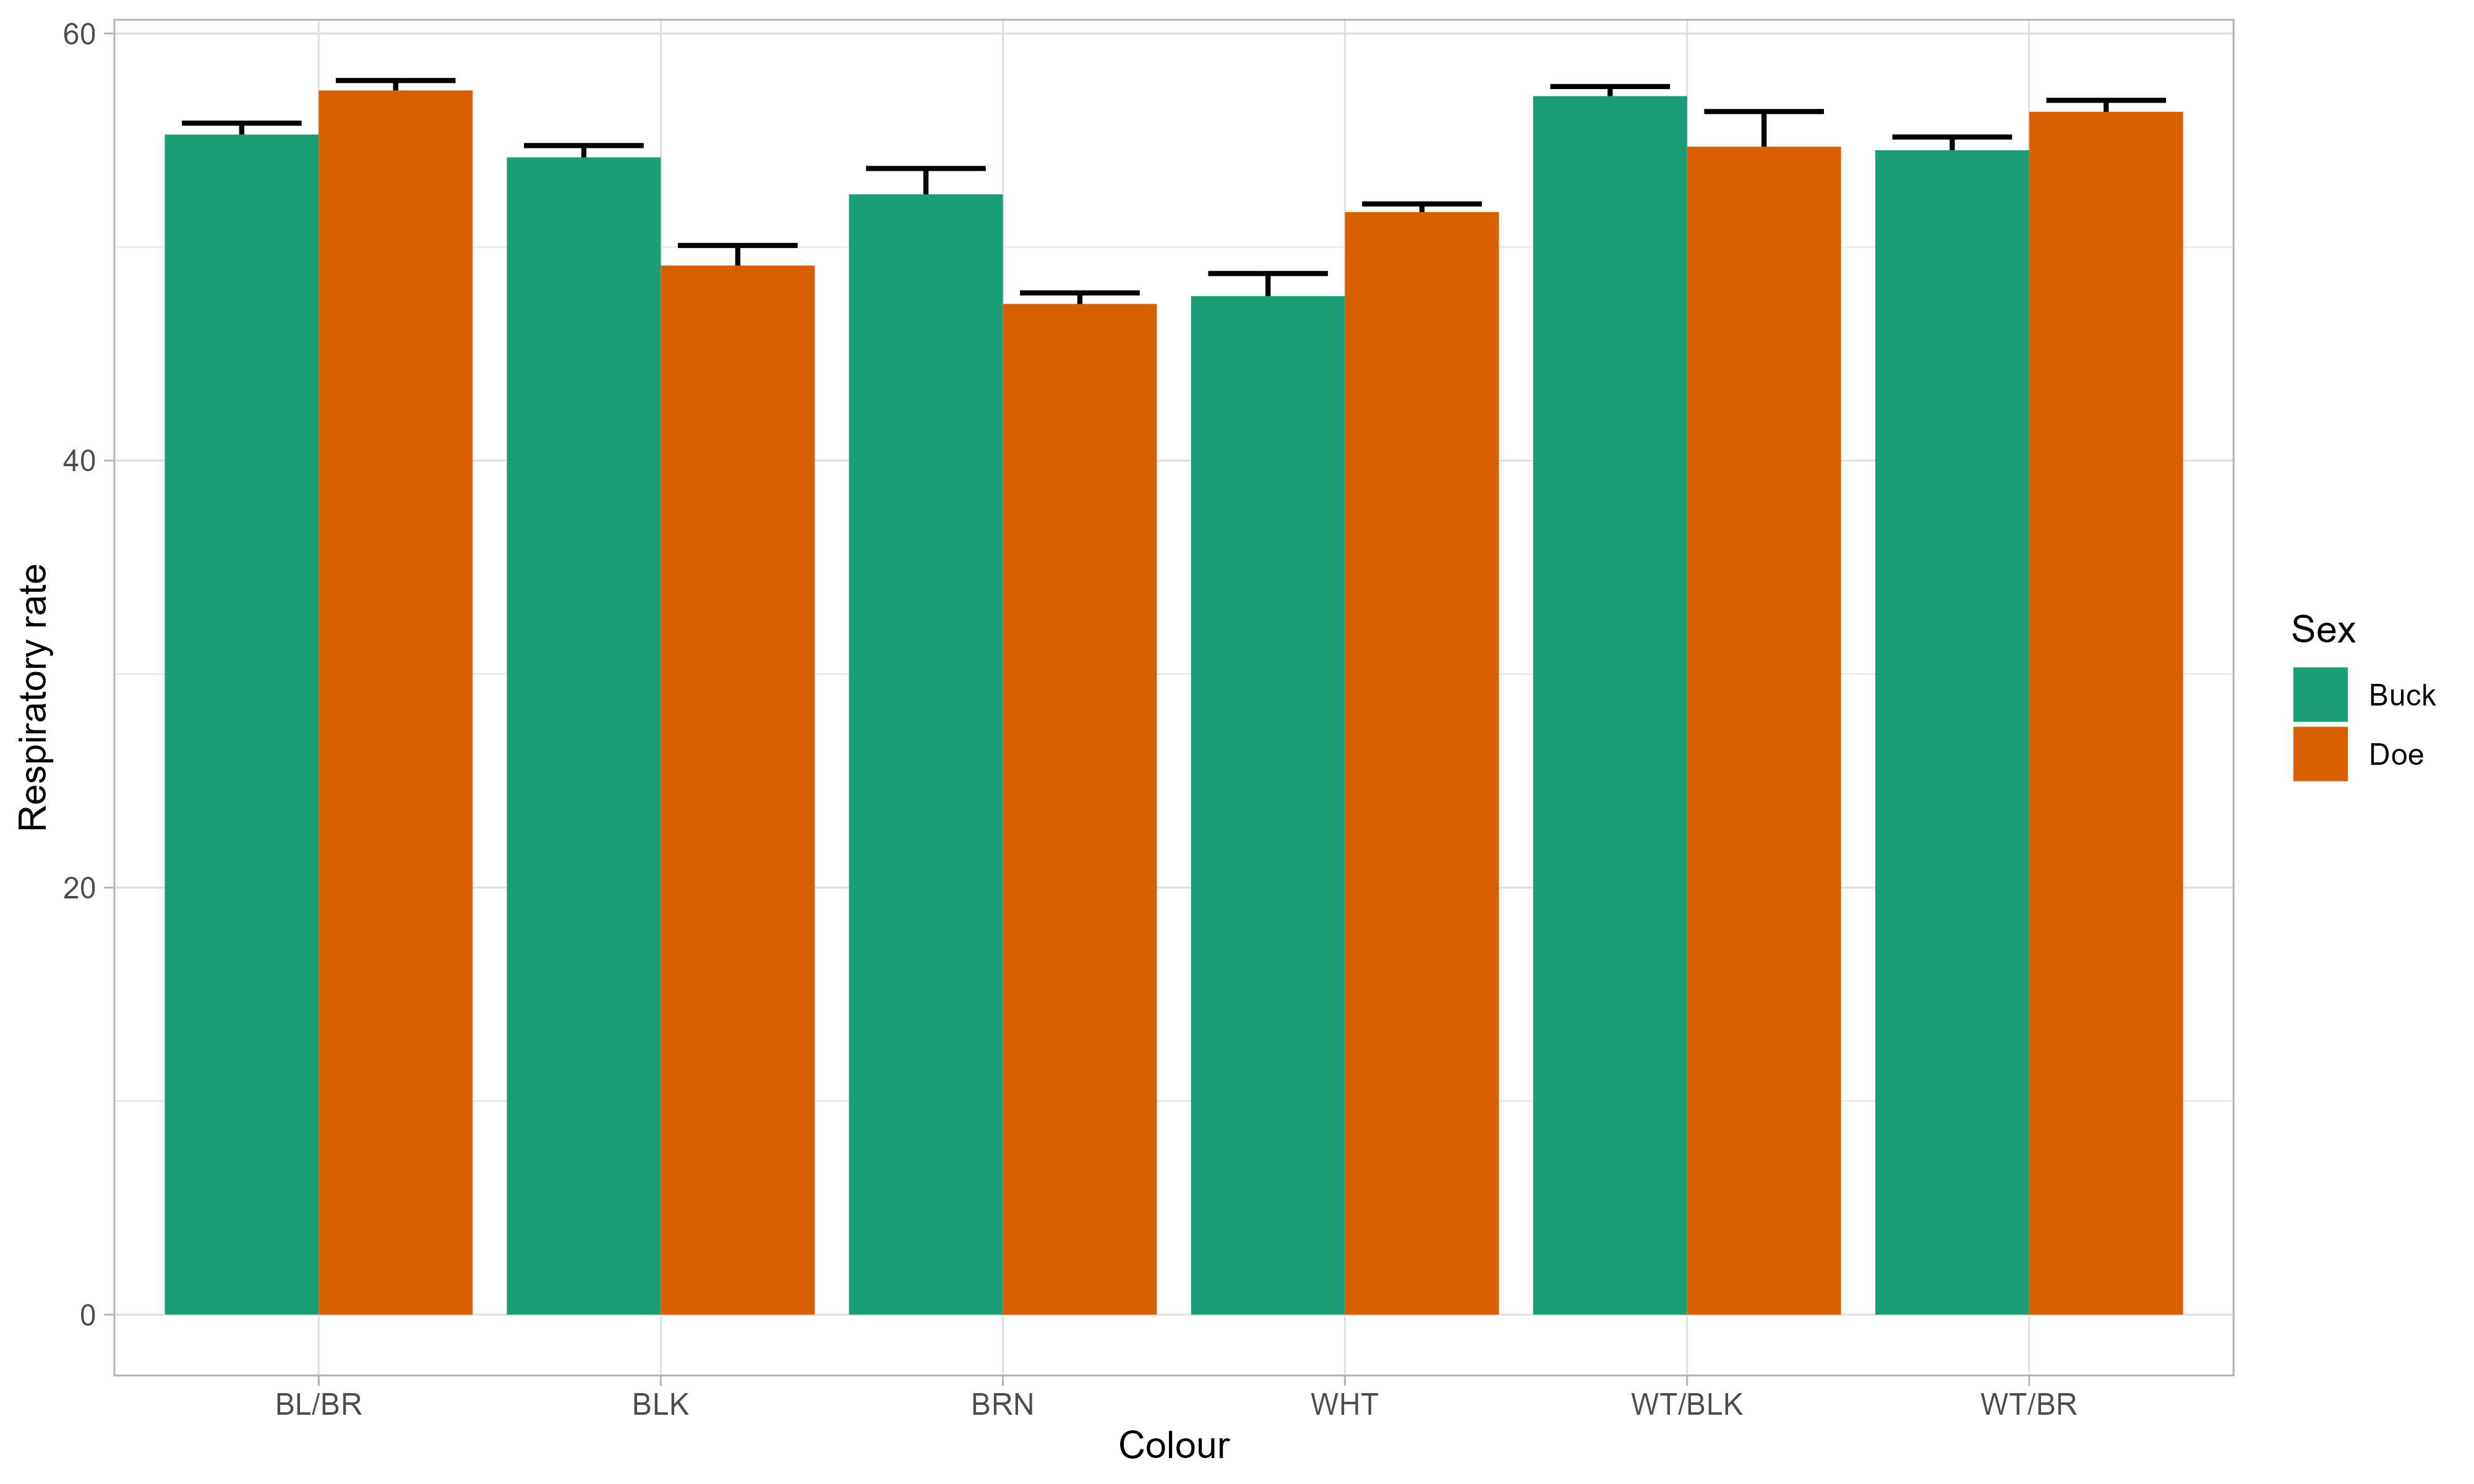 60
40
20
0
Respiratory rate
BL/BR BLK BRN WHT WT/BLK WT/BR
Colour
Sex
Buck
Doe